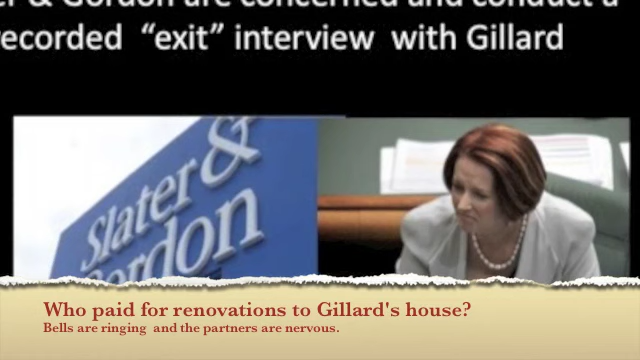 & Gordon are concerned and conduct a
recorded “exit” interview with Gillard
Slater &
Gordon
Who paid for renovations to Gillard's house?
Bells are ringing and the partners are nervous.